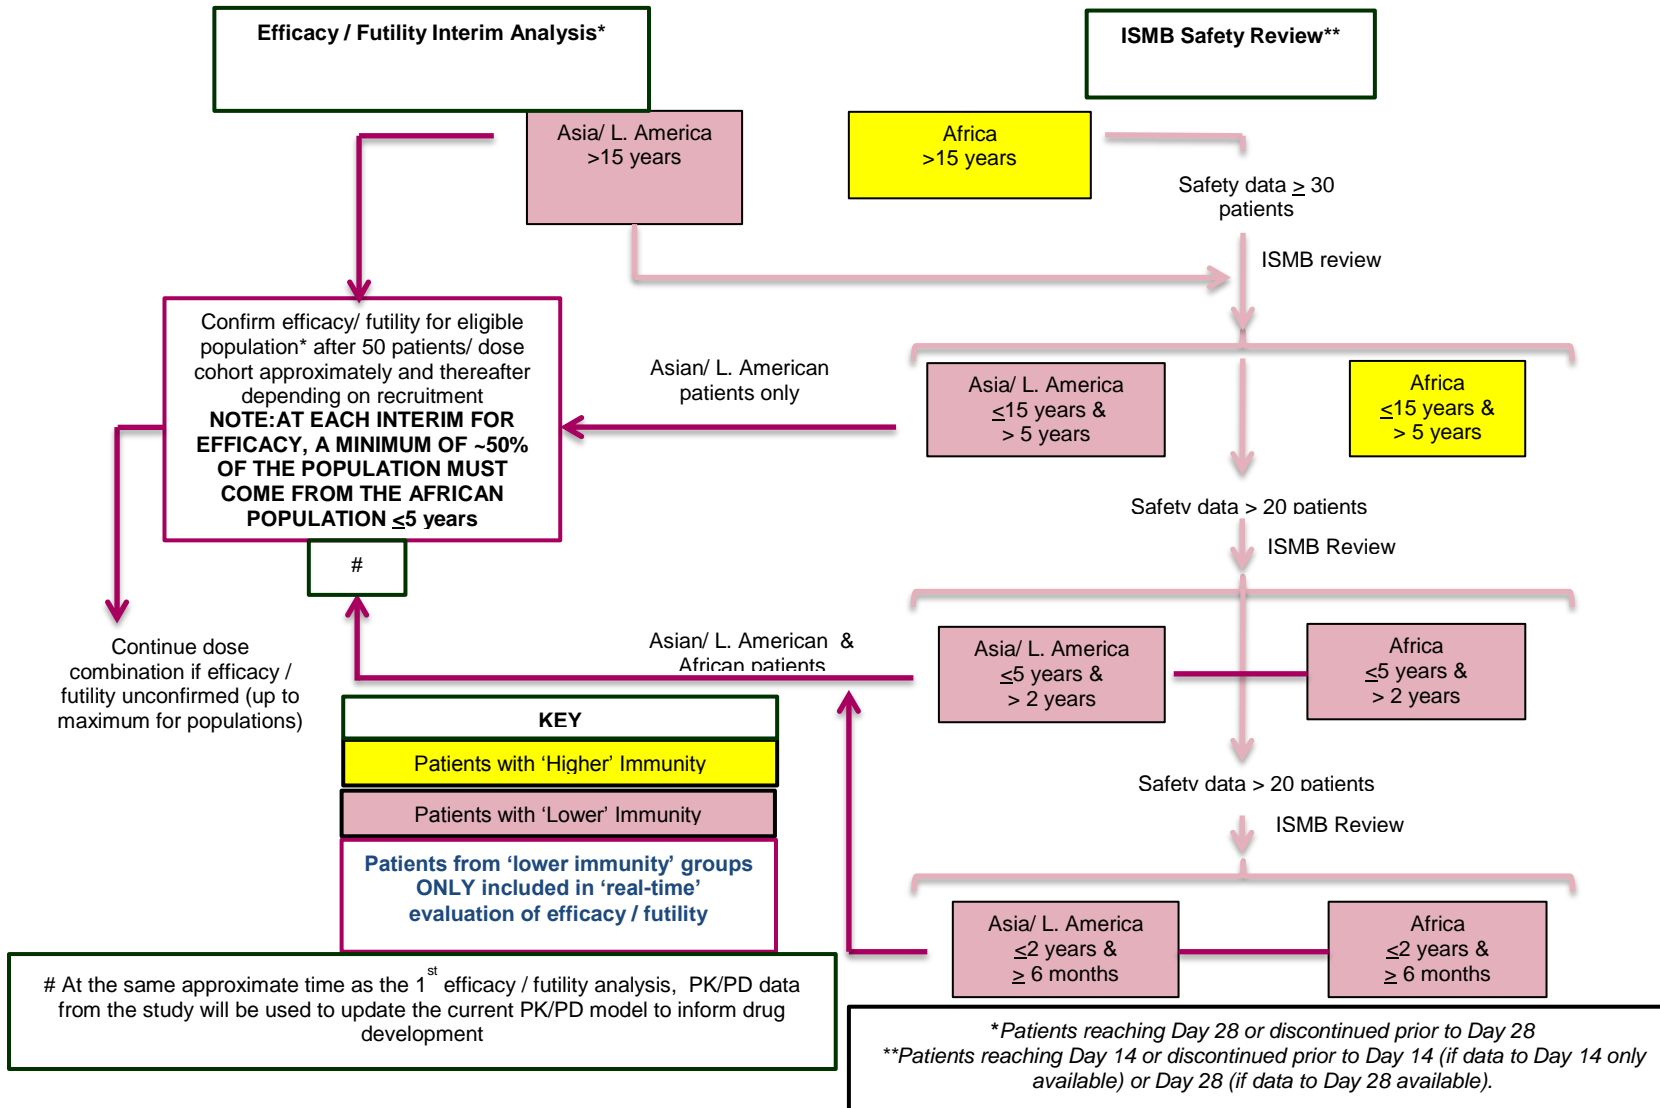 Efficacy / Futility Interim Analysis*
ISMB Safety Review**
Asia/ L. America
>15 years
Africa
>15 years
Safety data ≥ 30
patients
ISMB review
Confirm efficacy/ futility for eligible
population* after 50 patients/ dose
cohort approximately and thereafter
depending on recruitment
NOTE:AT EACH INTERIM FOR
EFFICACY, A MINIMUM OF ~50%
OF THE POPULATION MUST
COME FROM THE AFRICAN
POPULATION ≤5 years
#
Asian/ L. American
patients only
Asia/ L. America
≤15 years &
> 5 years
Africa
≤15 years &
> 5 years
Safety data > 20 patients
ISMB Review
Continue dose
combination if efficacy /
futility unconfirmed (up to
maximum for populations)
Asian/ L. American &
African patients
Asia/ L. America
≤5 years &
> 2 years
Africa
≤5 years &
> 2 years
Safety data > 20 patients
ISMB Review
KEY
Patients with ‘Higher’ Immunity
Patients with ‘Lower’ Immunity
Patients from ‘lower immunity’ groups
ONLY included in ‘real-time’
evaluation of efficacy / futility
Asia/ L. America
≤2 years &
≥ 6 months
Africa
≤2 years &
≥ 6 months
# At the same approximate time as the 1st efficacy / futility analysis, PK/PD data
from the study will be used to update the current PK/PD model to inform drug
development
*Patients reaching Day 28 or discontinued prior to Day 28
**Patients reaching Day 14 or discontinued prior to Day 14 (if data to Day 14 only
available) or Day 28 (if data to Day 28 available).